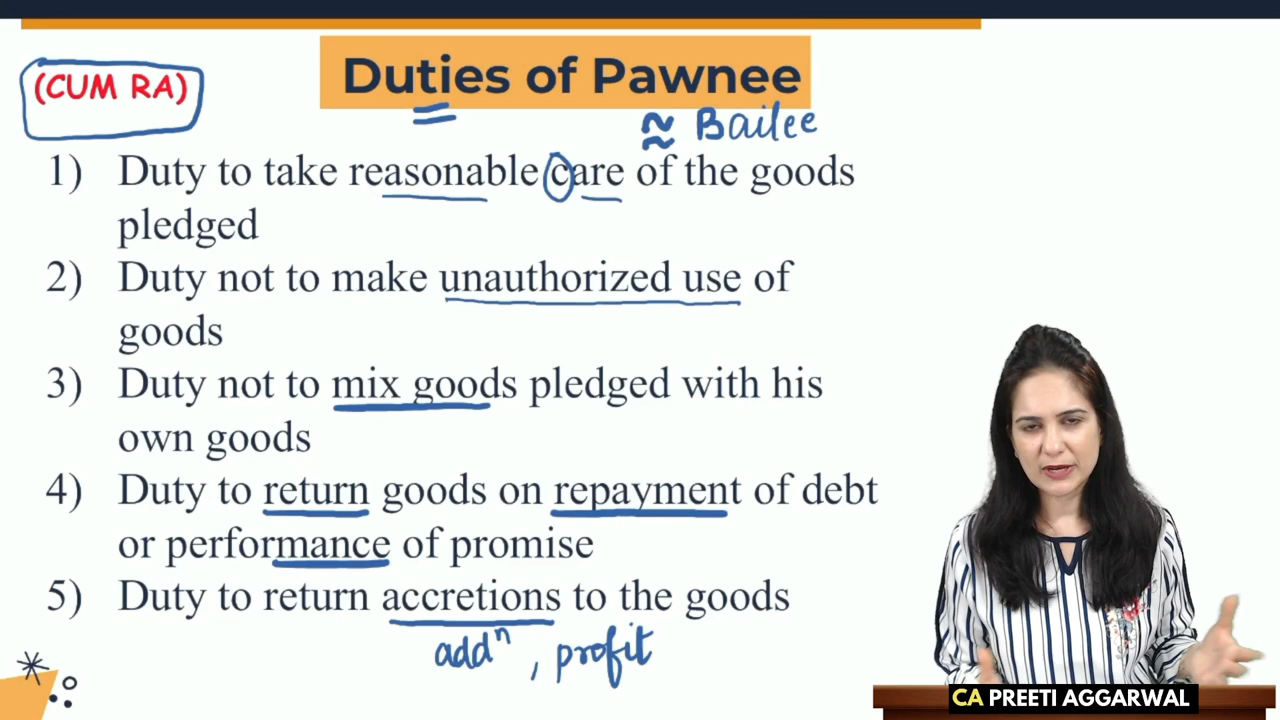 (CUM RA)
Duties of Pawnee
≈ Bailee
1) Duty to take reasonable care of the goods
pledged
2) Duty not to make unauthorized use of
goods
3) Duty not to mix goods pledged with his
own goods
4) Duty to return goods on repayment of debt
or performance of promise
5) Duty to return accretions to the goods
addⁿ, profit
CA PREETI AGGARWAL